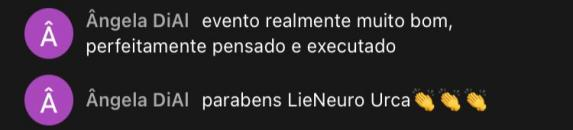 Â Ângela DiAl evento realmente muito bom,
perfeitamente pensado e executado
Â Ângela DiAl parabens LieNeuro Urca👏👏👏